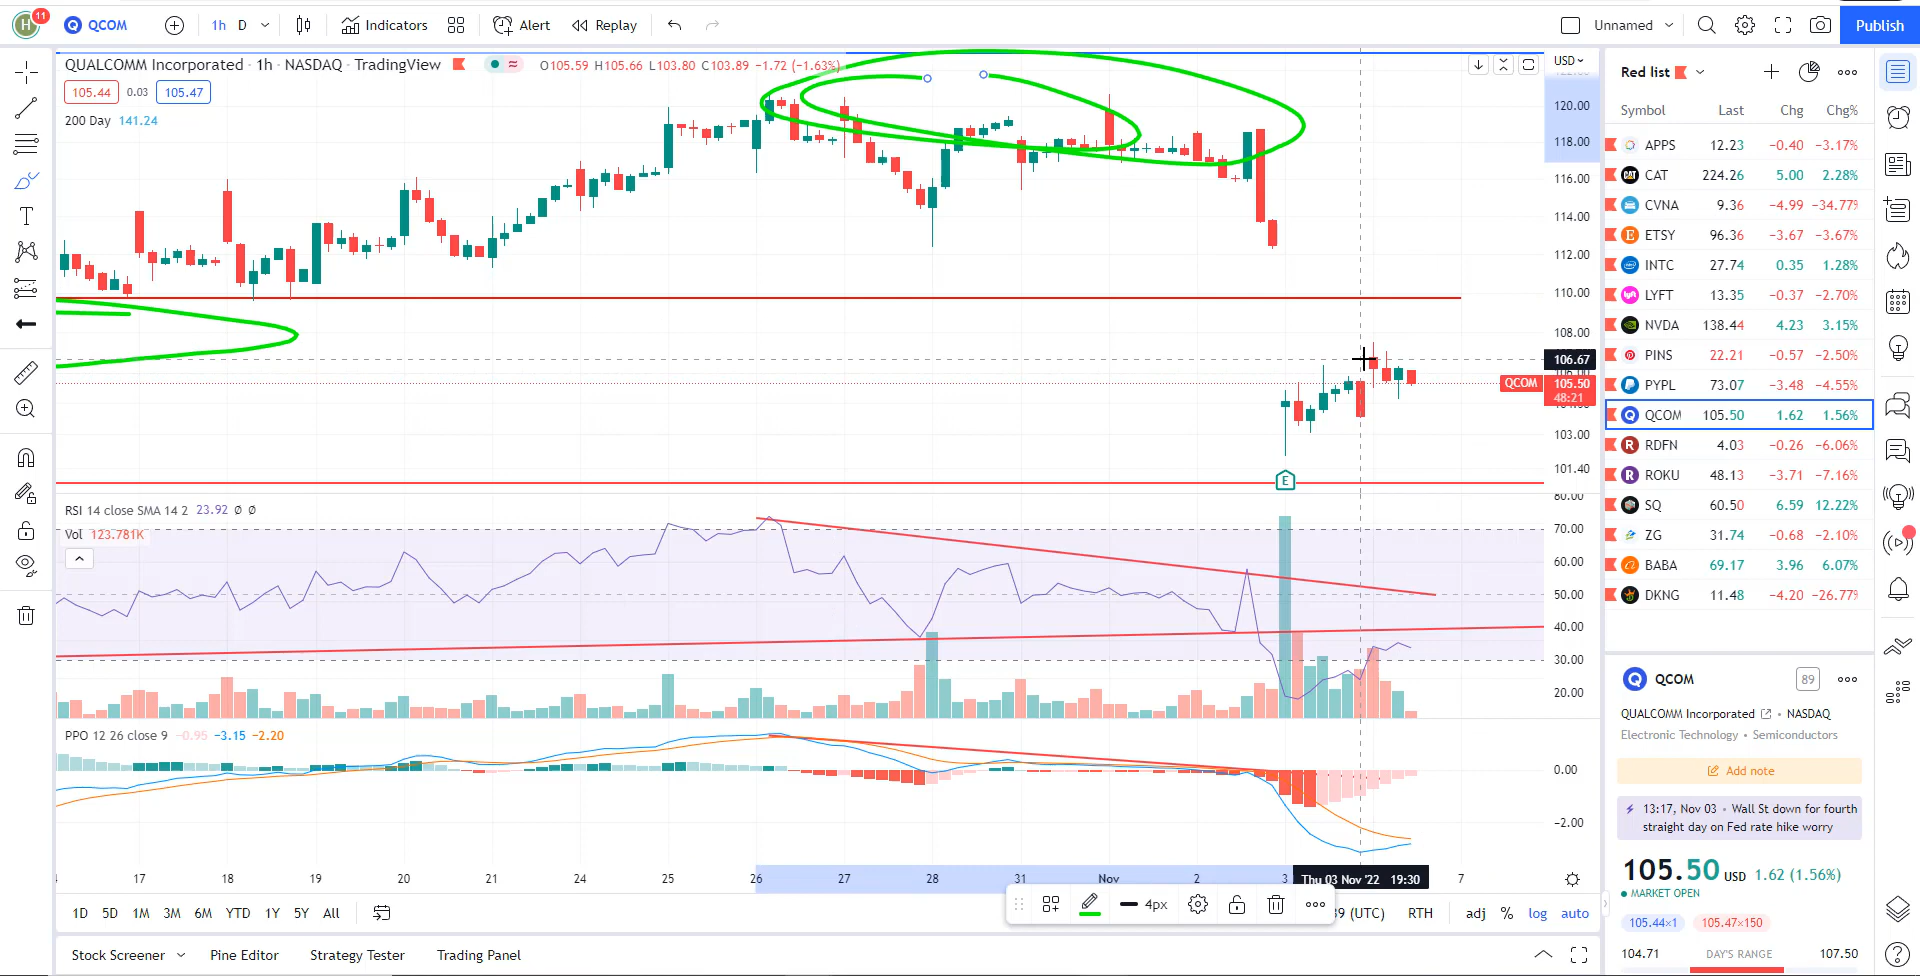 H 11 QCOM 1h D Indicators Alert Replay Unnamed Publish
QUALCOMM Incorporated · 1h · NASDAQ · TradingView O105.59 H105.66 L103.80 C103.89 −1.72 (−1.63%)
105.44 0.03 105.47
200 Day 141.24
USD
120.00
118.00
116.00
114.00
112.00
110.00
108.00
106.67
106.00
QCOM 105.50
48:21
103.00
101.40
E
80.00
RSI 14 close SMA 14 2 23.92 Ø Ø
Vol 123.781K
70.00
60.00
50.00
40.00
30.00
20.00
PPO 12 26 close 9 −0.95 −3.15 −2.20
0.00
−2.00
17 18 19 20 21 24 25 26 27 28 31 Nov 2 3 Thu 03 Nov '22 19:30 7
4px
1D 5D 1M 3M 6M YTD 1Y 5Y All 39 (UTC) RTH adj % log auto
Stock Screener Pine Editor Strategy Tester Trading Panel
Red list
Symbol Last Chg Chg%
APPS 12.23 −0.40 −3.17%
CAT 224.26 5.00 2.28%
CVNA 9.36 −4.99 −34.77%
ETSY 96.36 −3.67 −3.67%
INTC 27.74 0.35 1.28%
LYFT 13.35 −0.37 −2.70%
NVDA 138.44 4.23 3.15%
PINS 22.21 −0.57 −2.50%
PYPL 73.07 −3.48 −4.55%
QCOM 105.50 1.62 1.56%
RDFN 4.03 −0.26 −6.06%
ROKU 48.13 −3.71 −7.16%
SQ 60.50 6.59 12.22%
ZG 31.74 −0.68 −2.10%
BABA 69.17 3.96 6.07%
DKNG 11.48 −4.20 −26.77%
QCOM 89
QUALCOMM Incorporated • NASDAQ
Electronic Technology • Semiconductors
Add note
13:17, Nov 03 • Wall St down for fourth
straight day on Fed rate hike worry
105.50 USD 1.62 (1.56%)
MARKET OPEN
105.44×1 105.47×150
104.71 DAY'S RANGE 107.50